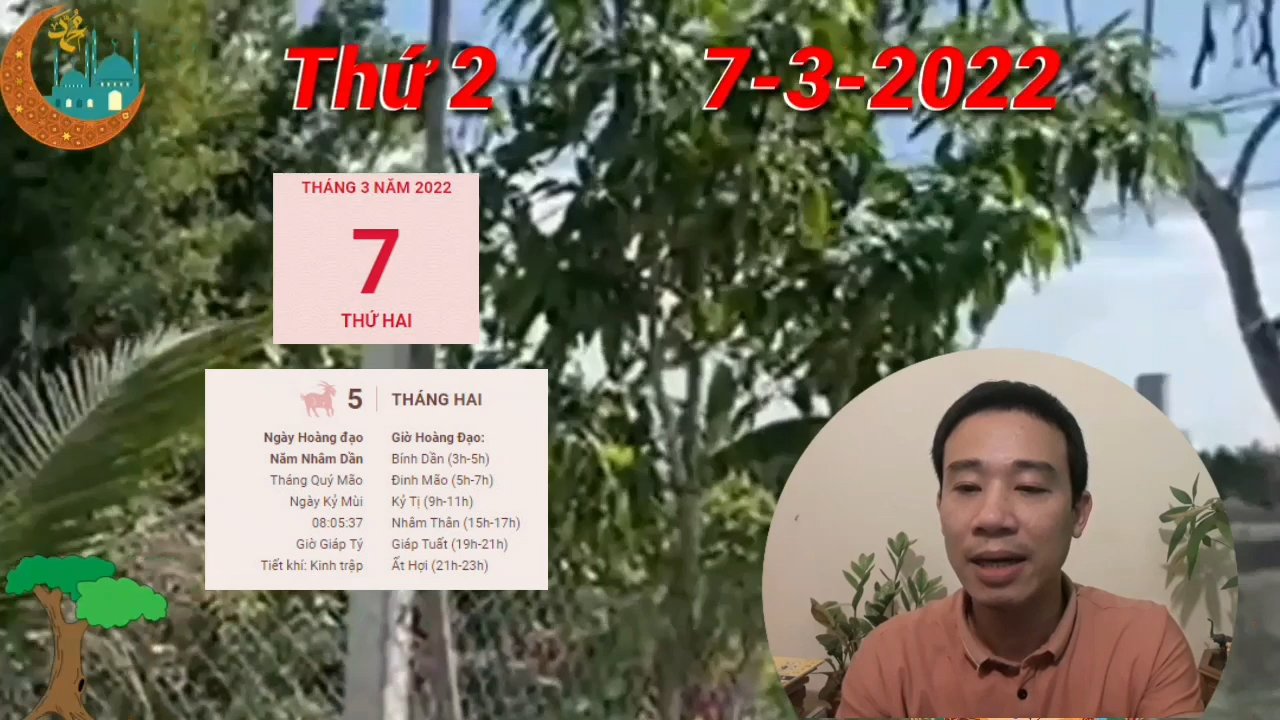 Thứ 2 7-3-2022
THÁNG 3 NĂM 2022
7
THỨ HAI
5 THÁNG HAI
Ngày Hoàng đạo Giờ Hoàng Đạo:
Năm Nhâm Dần Bính Dần (3h-5h)
Tháng Quý Mão Đinh Mão (5h-7h)
Ngày Kỷ Mùi Kỷ Tị (9h-11h)
08:05:37 Nhâm Thân (15h-17h)
Giờ Giáp Tý Giáp Tuất (19h-21h)
Tiết khí: Kinh trập Ất Hợi (21h-23h)